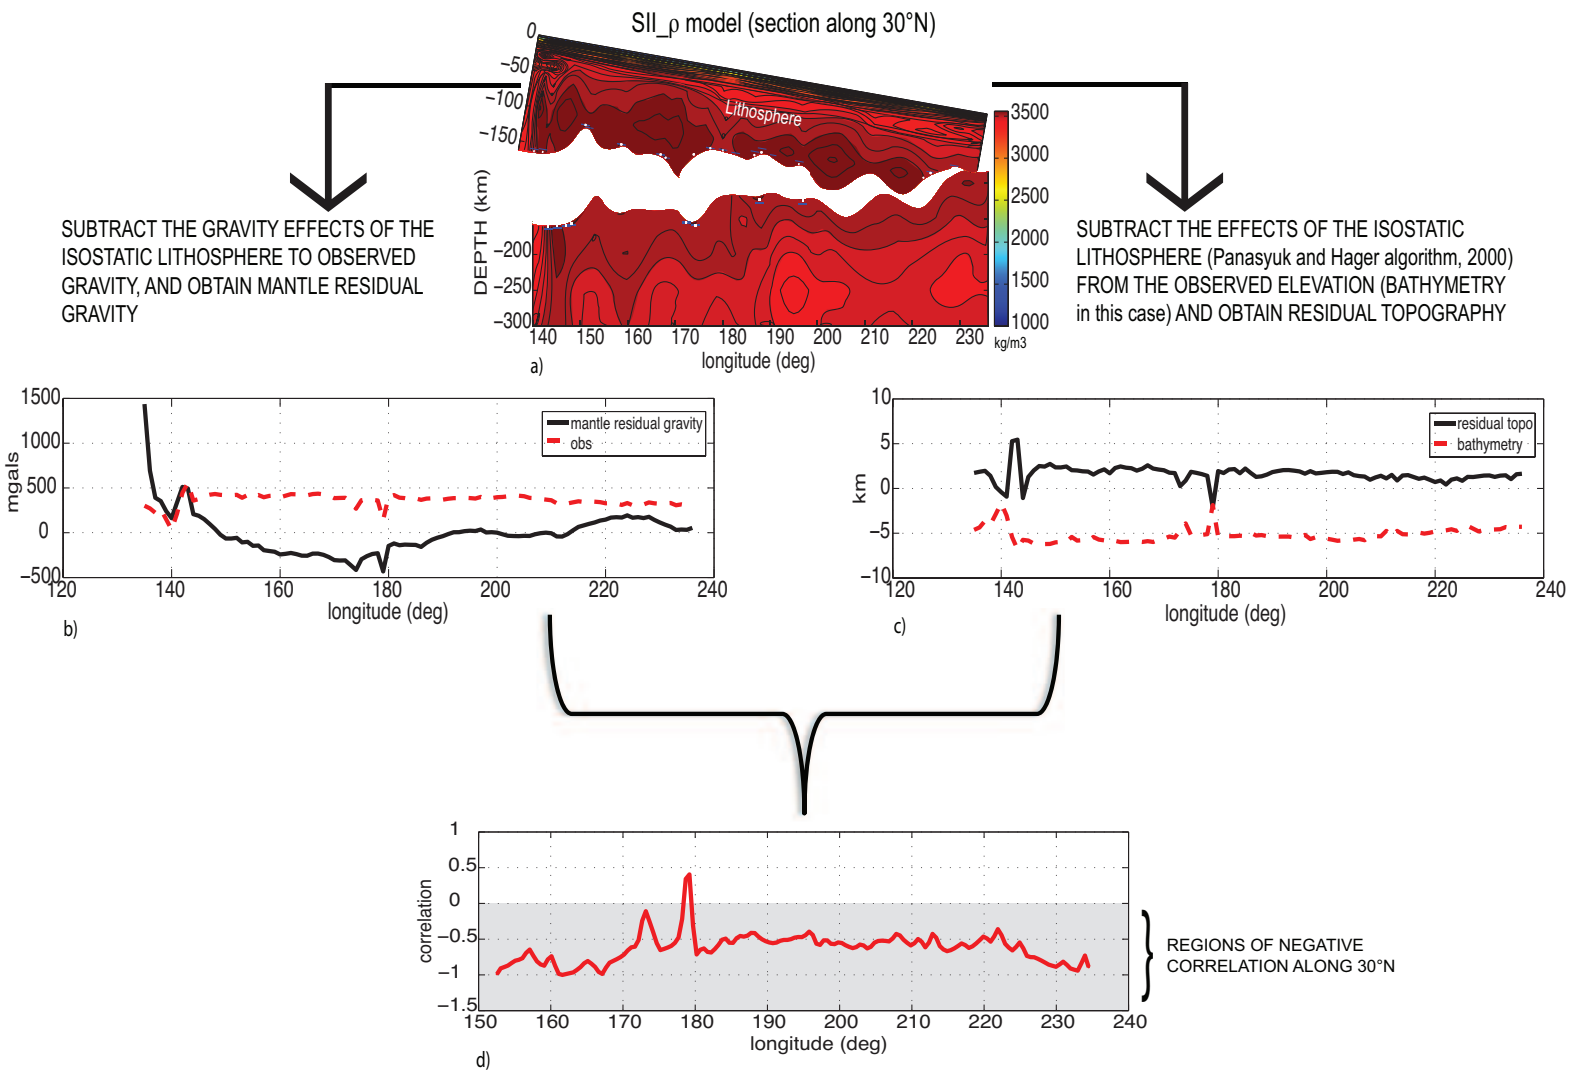 SII_ρ model (section along 30°N)
0
−50
−100
−150
−200
−250
−300
DEPTH (km)
Lithosphere
140 150 160 170 180 190 200 210 220 230
longitude (deg)
a)
3500
3000
2500
2000
1500
1000
kg/m3
SUBTRACT THE GRAVITY EFFECTS OF THE
ISOSTATIC LITHOSPHERE TO OBSERVED
GRAVITY, AND OBTAIN MANTLE RESIDUAL
GRAVITY
SUBTRACT THE EFFECTS OF THE ISOSTATIC
LITHOSPHERE (Panasyuk and Hager algorithm, 2000)
FROM THE OBSERVED ELEVATION (BATHYMETRY
in this case) AND OBTAIN RESIDUAL TOPOGRAPHY
1500
1000
500
0
−500
mgals
mantle residual gravity
obs
120 140 160 180 200 220 240
longitude (deg)
b)
10
5
0
−5
−10
km
residual topo
bathymetry
120 140 160 180 200 220 240
longitude (deg)
c)
1
0.5
0
−0.5
−1
−1.5
correlation
150 160 170 180 190 200 210 220 230 240
longitude (deg)
d)
REGIONS OF NEGATIVE
CORRELATION ALONG 30°N